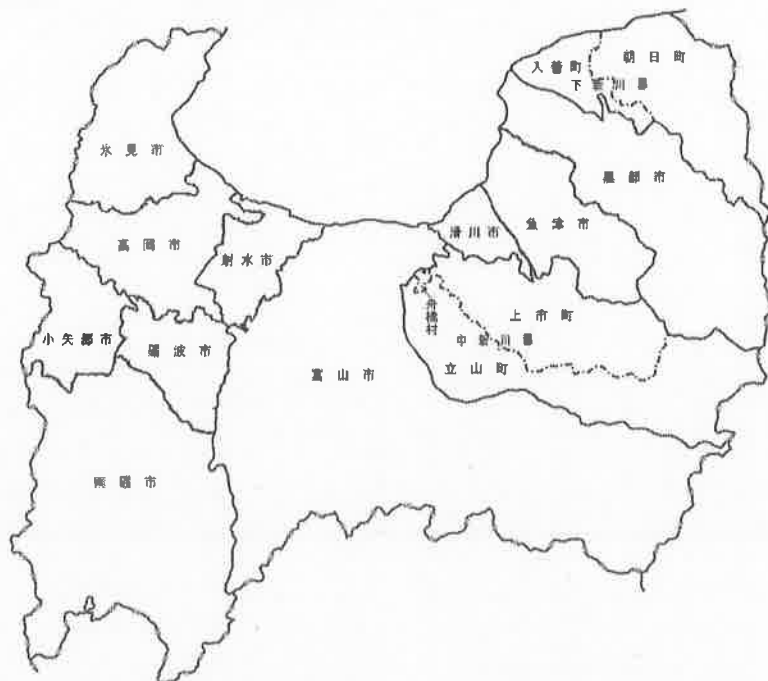 朝日町
入善町
下新川郡
氷見市
黒部市
魚津市
滑川市
高岡市
射水市
舟橋村
上市町
小矢部市
砺波市
中新川郡
富山市
立山町
南砺市